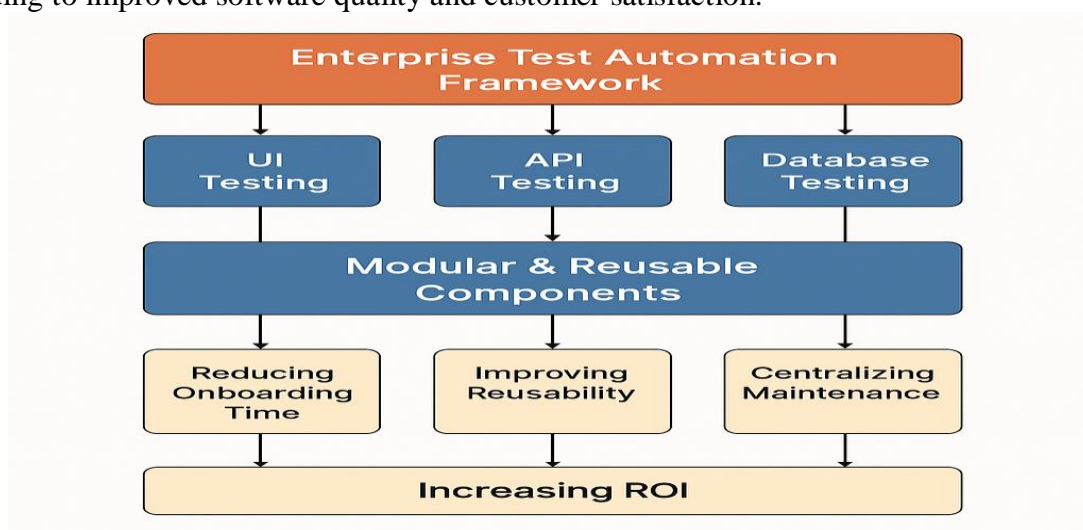 to improved software quality and customer satisfaction.
Enterprise Test Automation
Framework
UI
Testing
API
Testing
Database
Testing
Modular & Reusable
Components
Reducing
Onboarding
Time
Improving
Reusability
Centralizing
Maintenance
Increasing ROI